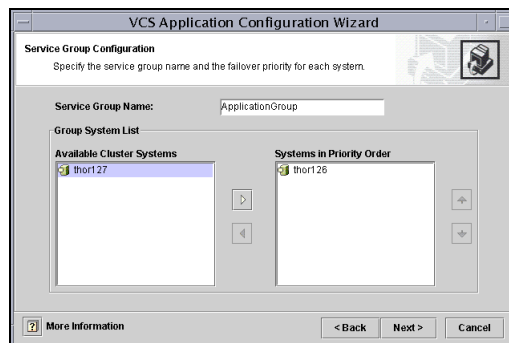 VCS Application Configuration Wizard
Service Group Configuration
Specify the service group name and the failover priority for each system.
Service Group Name:
ApplicationGroup
Group System List
Available Cluster Systems
thor127
Systems in Priority Order
thor126
? More Information
< Back
Next >
Cancel